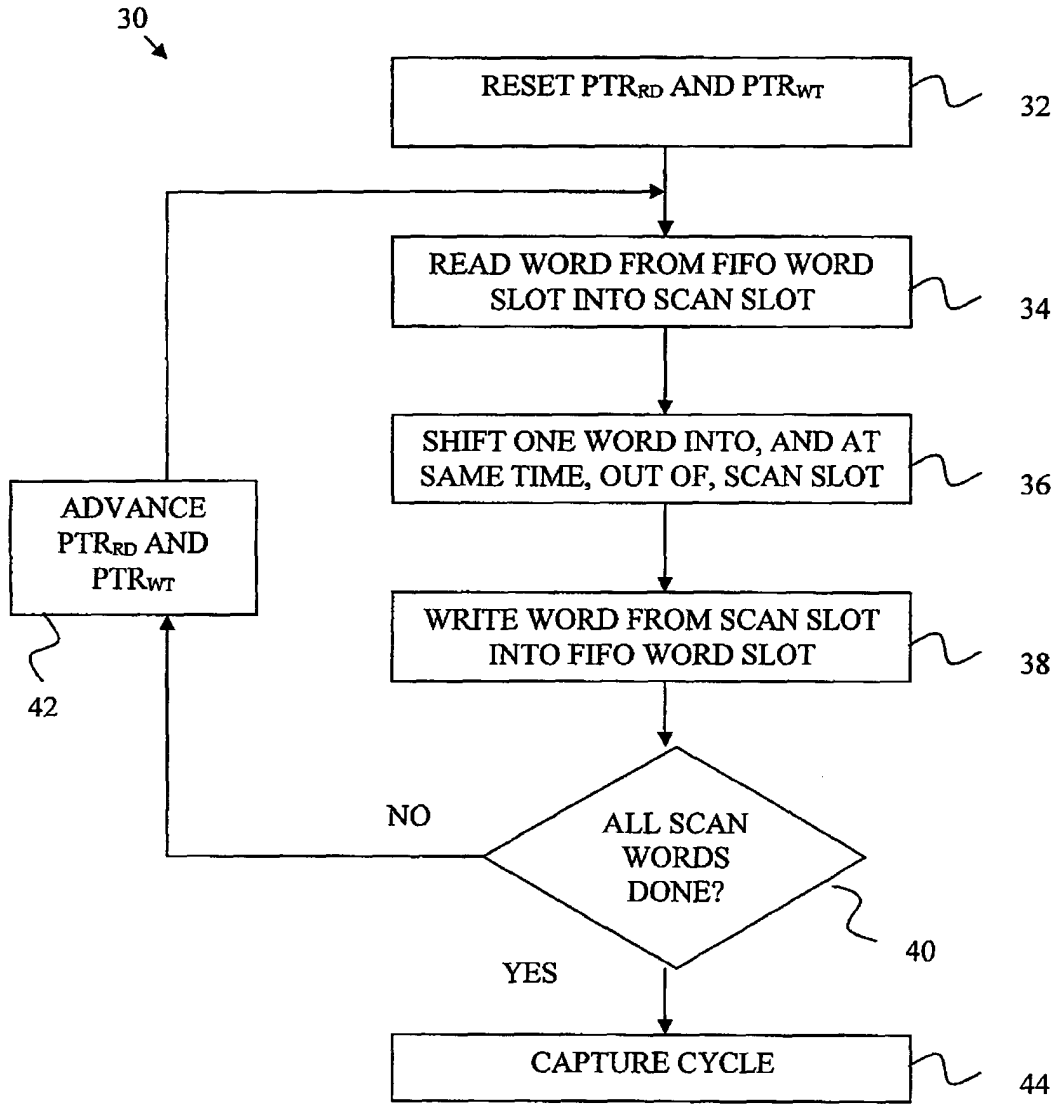 30
RESET PTRRD AND PTRWT
32
READ WORD FROM FIFO WORD
SLOT INTO SCAN SLOT
34
SHIFT ONE WORD INTO, AND AT
SAME TIME, OUT OF, SCAN SLOT
36
ADVANCE
PTRRD AND
PTRWT
42
WRITE WORD FROM SCAN SLOT
INTO FIFO WORD SLOT
38
NO
ALL SCAN
WORDS
DONE?
40
YES
CAPTURE CYCLE
44